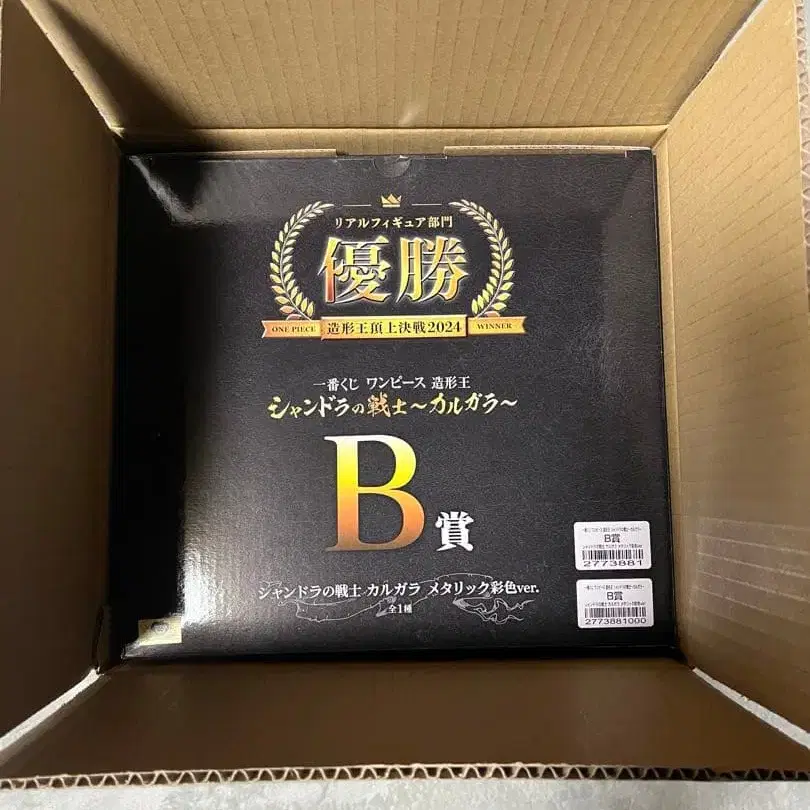 リアルフィギュア部門
優勝
ONE PIECE 造形王頂上決戦2024 WINNER
一番くじ ワンピース 造形王
シャンドラの戦士～カルガラ～
B賞
シャンドラの戦士 カルガラ メタリック彩色ver.
全1種
B賞
2773881
B賞
2773881000